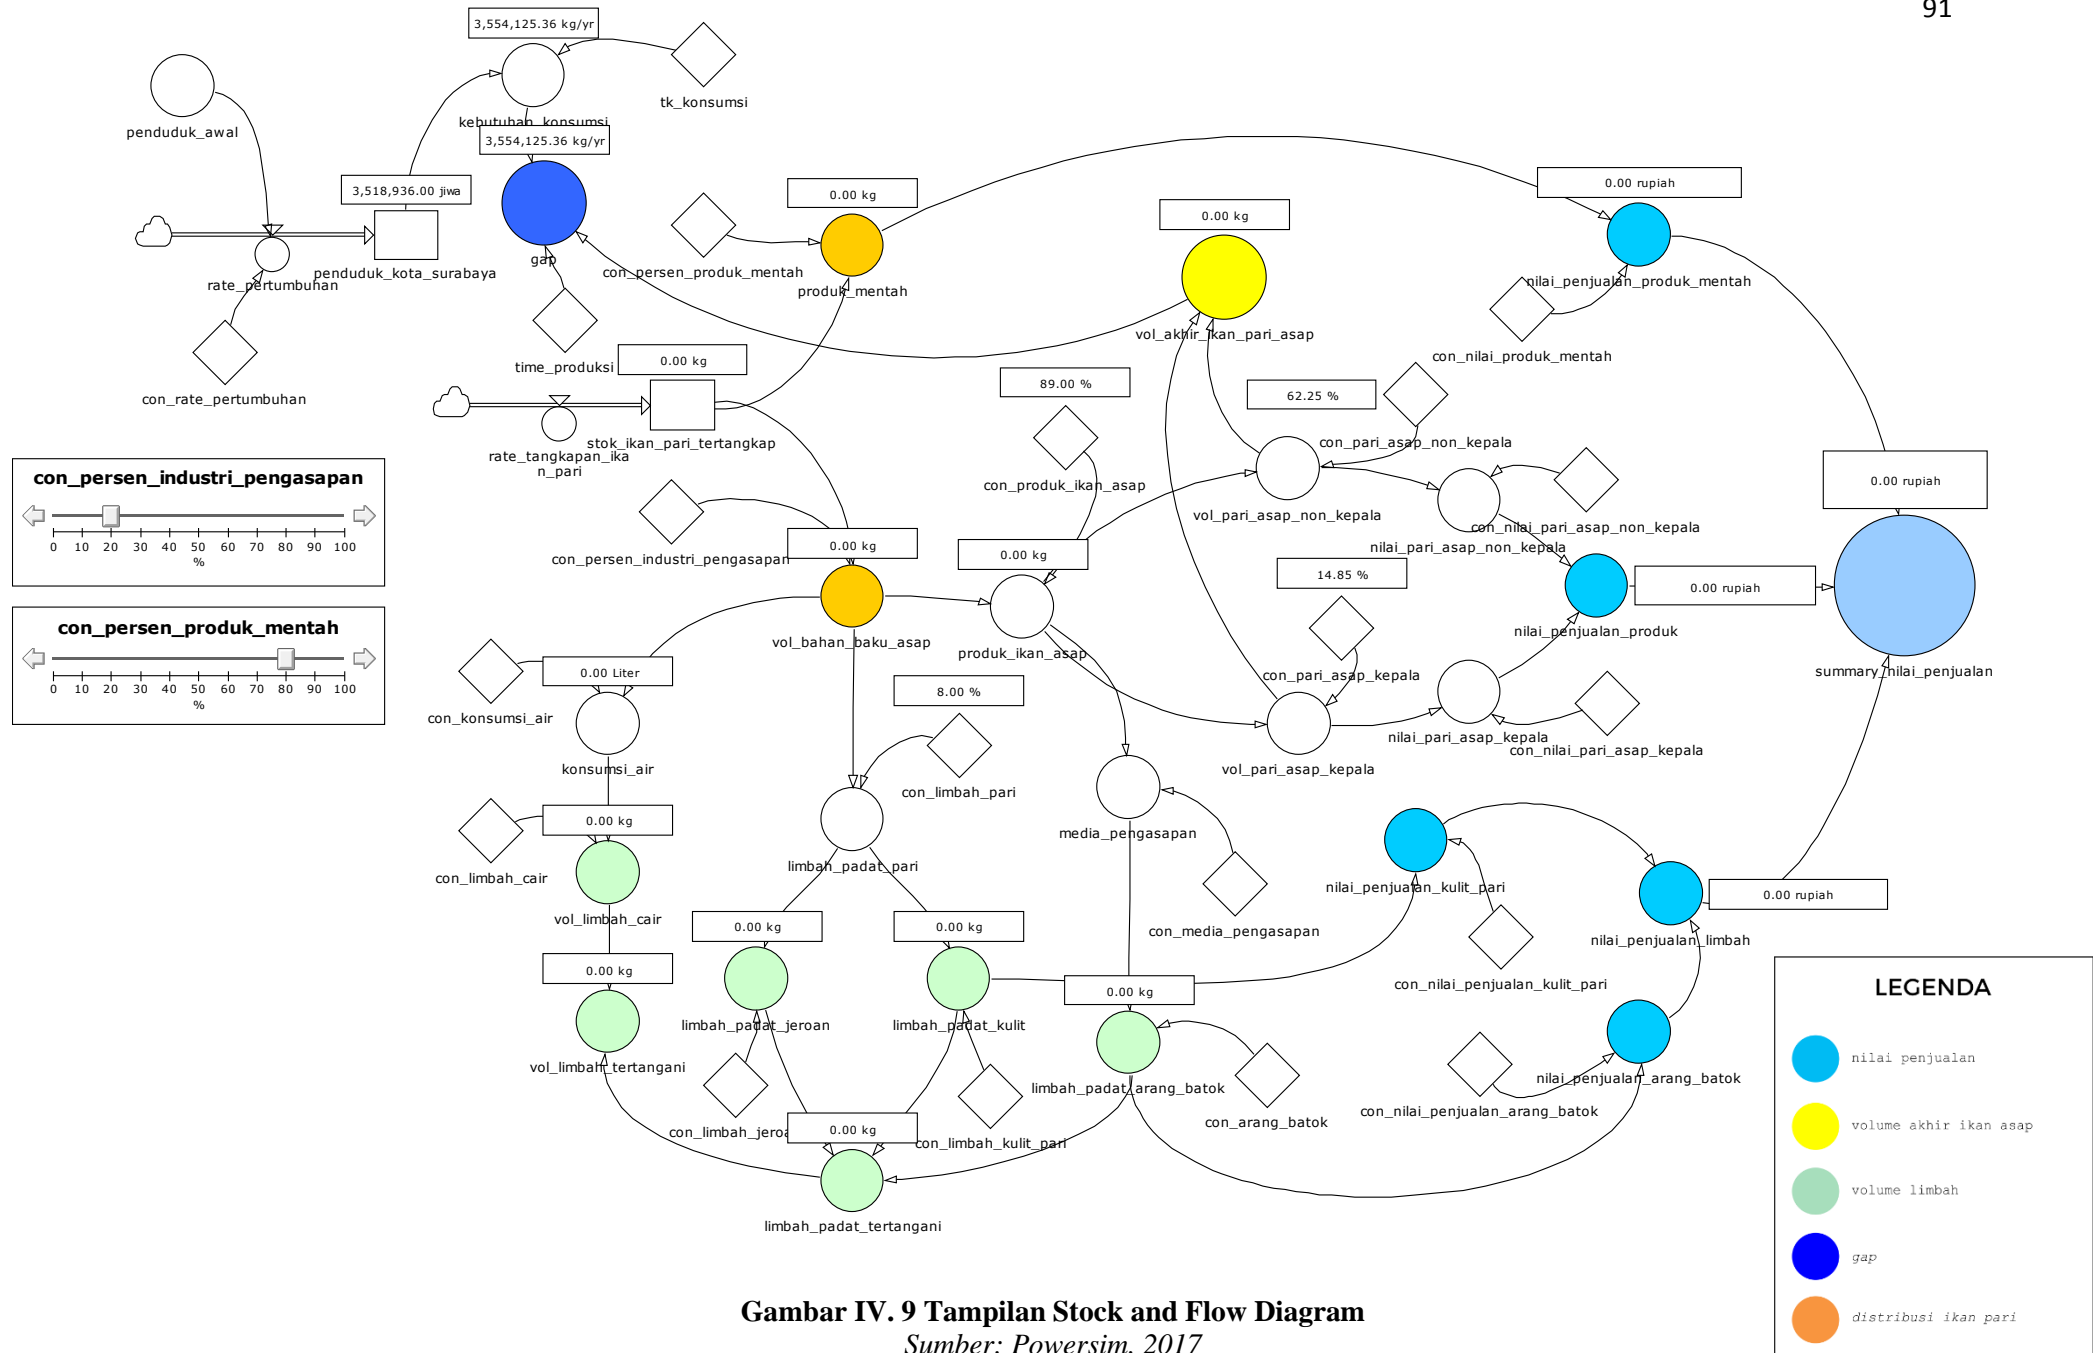 91
3,554,125.36 kg/yr
tk_konsumsi
penduduk_awal
kebutuhan_konsumsi
3,554,125.36 kg/yr
3,518,936.00 jiwa
gap
rate_pertumbuhan
penduduk_kota_surabaya
con_rate_pertumbuhan
time_produksi
0.00 kg
con_persen_produk_mentah
produk_mentah
0.00 kg
vol_akhir_ikan_pari_asap
0.00 rupiah
nilai_penjualan_produk_mentah
con_nilai_produk_mentah
0.00 kg
stok_ikan_pari_tertangkap
rate_tangkapan_ika
n_pari
89.00 %
con_produk_ikan_asap
62.25 %
con_pari_asap_non_kepala
vol_pari_asap_non_kepala
con_nilai_pari_asap_non_kepala
nilai_pari_asap_non_kepala
0.00 rupiah
con_persen_industri_pengasapan
0 10 20 30 40 50 60 70 80 90 100
%
con_persen_produk_mentah
0 10 20 30 40 50 60 70 80 90 100
%
con_persen_industri_pengasapan
0.00 kg
vol_bahan_baku_asap
0.00 kg
produk_ikan_asap
14.85 %
con_pari_asap_kepala
vol_pari_asap_kepala
nilai_penjualan_produk
0.00 rupiah
summary_nilai_penjualan
nilai_pari_asap_kepala
con_nilai_pari_asap_kepala
0.00 Liter
con_konsumsi_air
konsumsi_air
8.00 %
con_limbah_pari
limbah_padat_pari
media_pengasapan
con_media_pengasapan
0.00 kg
con_limbah_cair
vol_limbah_cair
0.00 kg
vol_limbah_tertangani
0.00 kg
limbah_padat_jeroan
0.00 kg
limbah_padat_kulit
con_limbah_jeroa
con_limbah_kulit_pari
0.00 kg
limbah_padat_tertangani
0.00 kg
limbah_padat_arang_batok
con_arang_batok
nilai_penjualan_kulit_pari
con_nilai_penjualan_kulit_pari
0.00 rupiah
nilai_penjualan_limbah
nilai_penjualan_arang_batok
con_nilai_penjualan_arang_batok
LEGENDA
nilai penjualan
volume akhir ikan asap
volume limbah
gap
distribusi ikan pari
Gambar IV. 9 Tampilan Stock and Flow Diagram
Sumber: Powersim, 2017